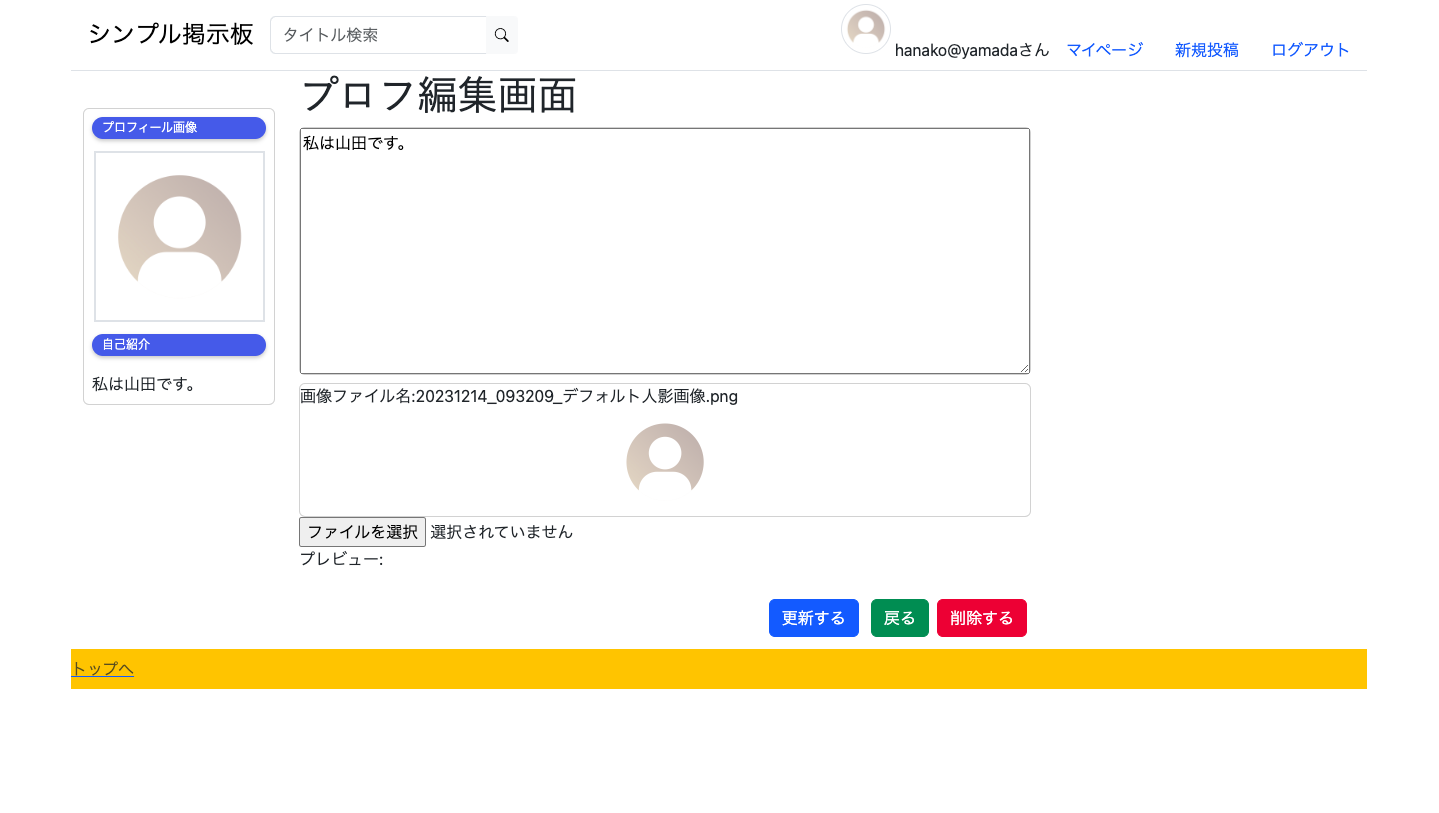 シンプル掲示板
タイトル検索
hanako@yamadaさん
マイページ
新規投稿
ログアウト
プロフィール画像
自己紹介
私は山田です。
プロフ編集画面
私は山田です。
画像ファイル名:20231214_093209_デフォルト人影画像.png
ファイルを選択 選択されていません
プレビュー:
更新する
戻る
削除する
トップへ